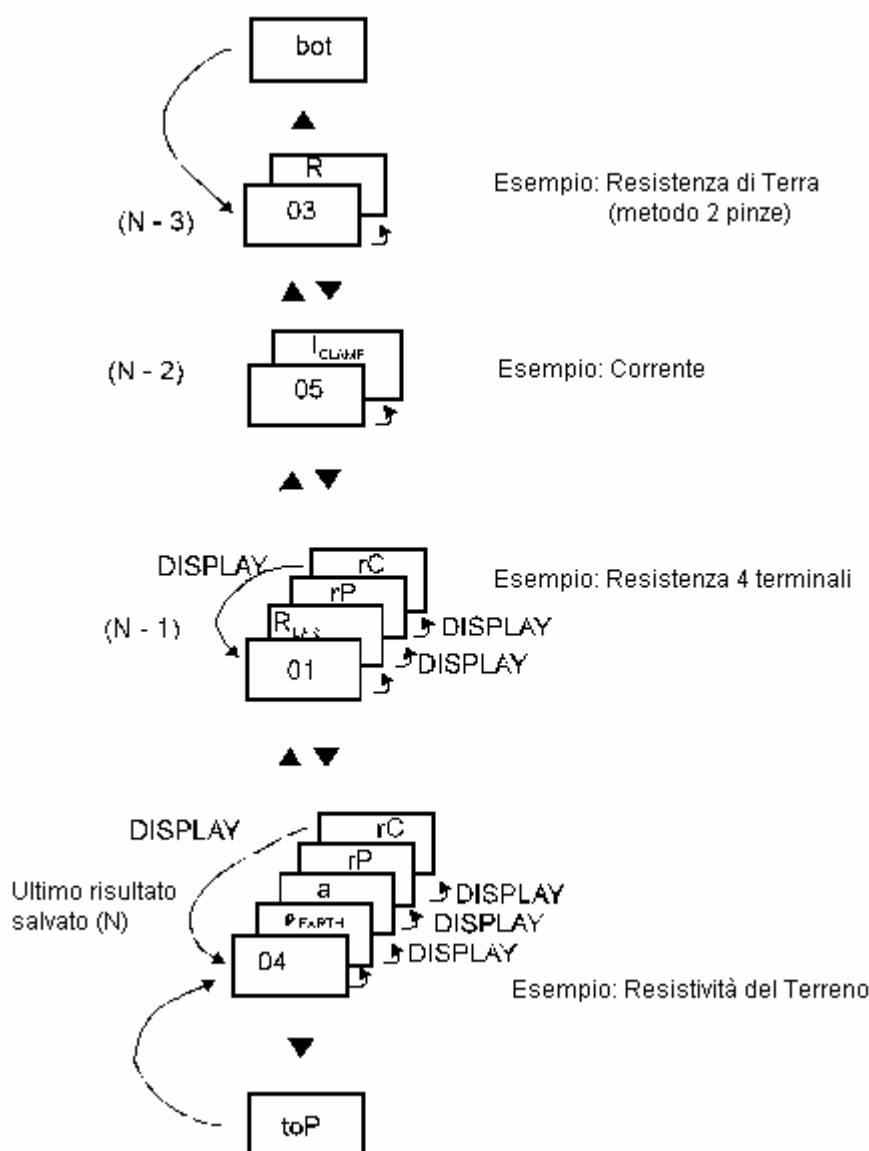 bot
R
03
(N - 3)
Esempio: Resistenza di Terra
(metodo 2 pinze)
I CLAMP
05
(N - 2)
Esempio: Corrente
DISPLAY
rC
rP
R
01
(N - 1)
DISPLAY
DISPLAY
Esempio: Resistenza 4 terminali
DISPLAY
rC
rP
a
ρ EARTH
04
Ultimo risultato
salvato (N)
DISPLAY
DISPLAY
DISPLAY
Esempio: Resistività del Terreno
toP